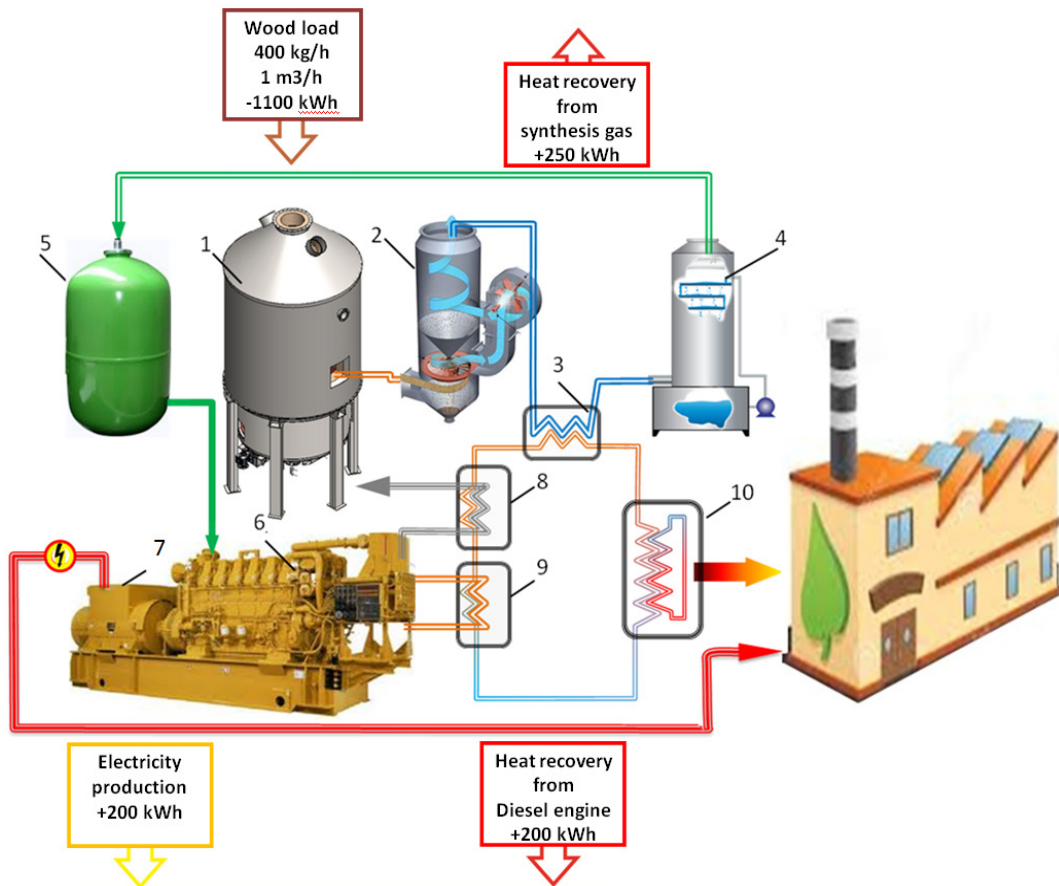 Wood load
400 kg/h
1 m3/h
-1100 kWh
Heat recovery
from
synthesis gas
+250 kWh
5
1
2
4
3
8
10
6
7
9
Electricity
production
+200 kWh
Heat recovery
from
Diesel engine
+200 kWh